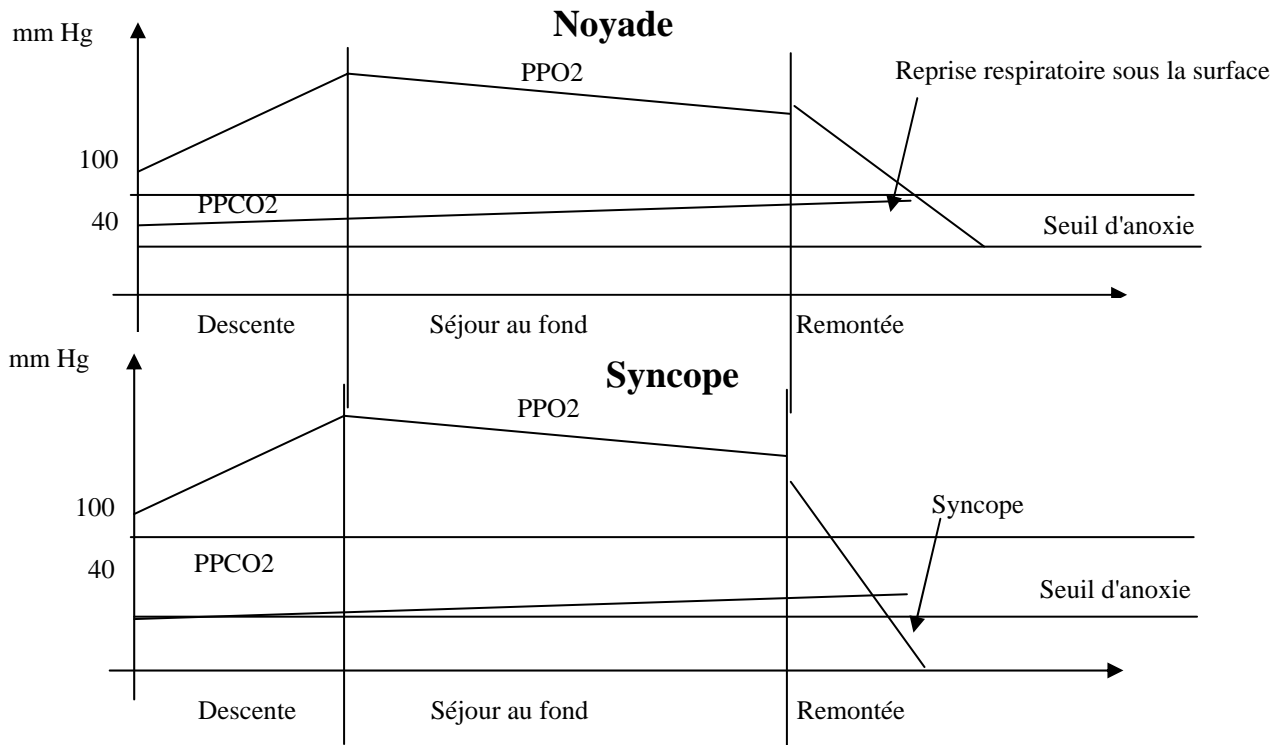 Noyade
mm Hg
PPO2
Reprise respiratoire sous la surface
100
PPCO2
40
Seuil d'anoxie
Descente
Séjour au fond
Remontée
mm Hg
Syncope
PPO2
100
Syncope
40
PPCO2
Seuil d'anoxie
Descente
Séjour au fond
Remontée